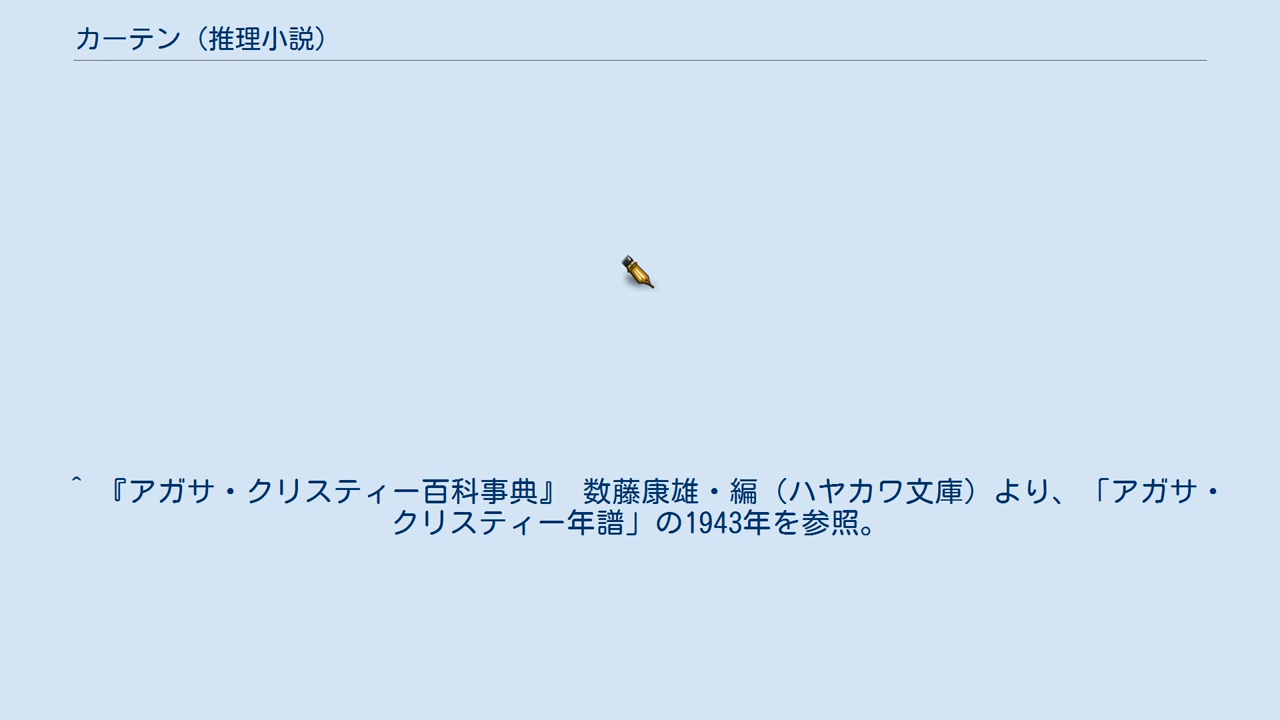 カーテン（推理小説）
^ 『アガサ・クリスティー百科事典』 数藤康雄・編（ハヤカワ文庫）より、「アガサ・
クリスティー年譜」の1943年を参照。